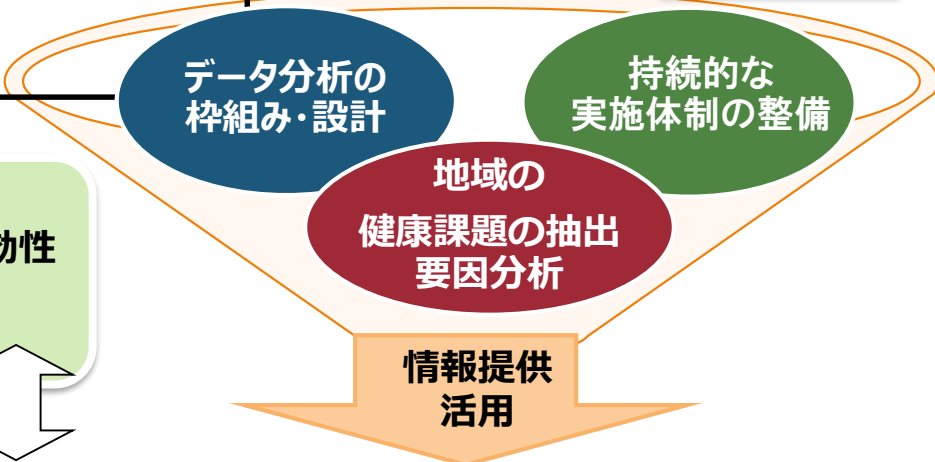 データ分析の
枠組み・設計
持続的な
実施体制の整備
地域の
健康課題の抽出
要因分析
効性
情報提供
活用